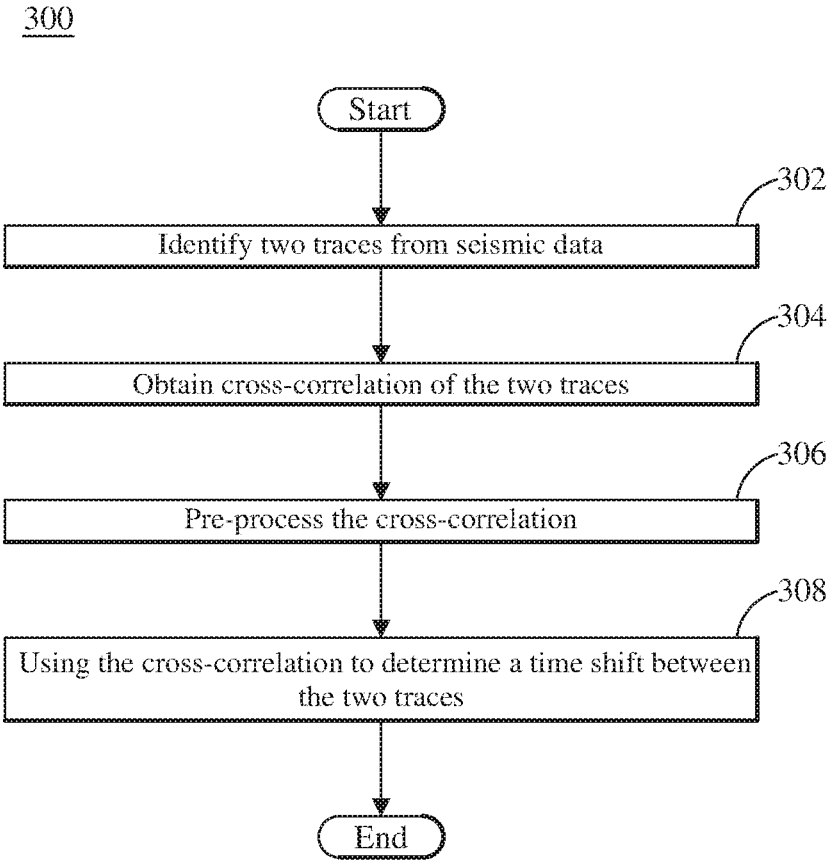 300
Start
302
Identify two traces from seismic data
304
Obtain cross-correlation of the two traces
306
Pre-process the cross-correlation
308
Using the cross-correlation to determine a time shift between
the two traces
End